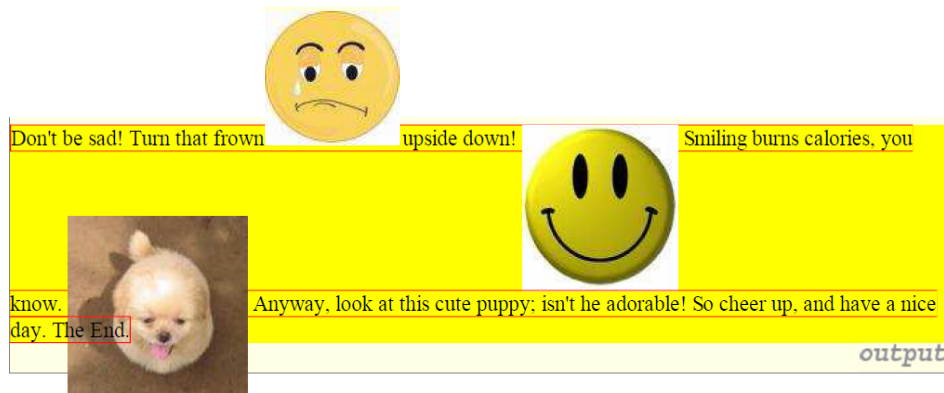 Don't be sad! Turn that frown upside down! Smiling burns calories, you
know. Anyway, look at this cute puppy; isn't he adorable! So cheer up, and have a nice
day. The End.
output